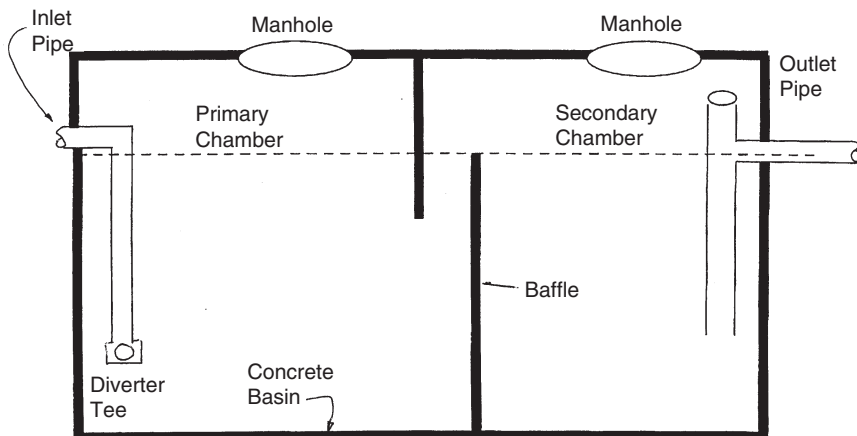 Inlet
Pipe
Manhole
Manhole
Outlet
Pipe
Primary
Chamber
Secondary
Chamber
Baffle
Diverter
Tee
Concrete
Basin